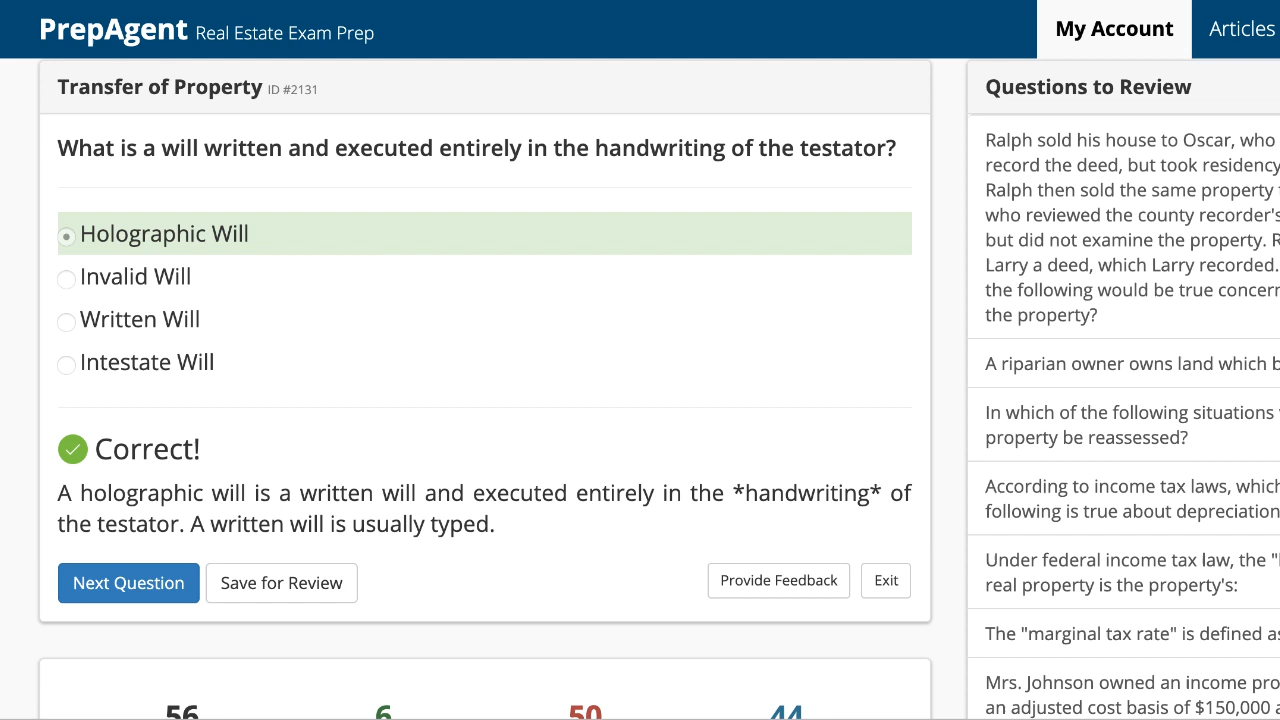 PrepAgent Real Estate Exam Prep
My Account
Articles
Transfer of Property ID #2131
What is a will written and executed entirely in the handwriting of the testator?
Holographic Will
Invalid Will
Written Will
Intestate Will
Correct!
A holographic will is a written will and executed entirely in the *handwriting* of
the testator. A written will is usually typed.
Next Question
Save for Review
Provide Feedback
Exit
56
6
50
44
Questions to Review
Ralph sold his house to Oscar, who
record the deed, but took residency
Ralph then sold the same property
who reviewed the county recorder's
but did not examine the property.
Larry a deed, which Larry recorded.
the following would be true
the property?
A riparian owner owns land which
In which of the following situations
property be reassessed?
According to income tax laws,
following is true about depreciation
Under federal income tax law, the
real property is the property's:
The "marginal tax rate" is defined
Mrs. Johnson owned an income
an adjusted cost basis of $150,000